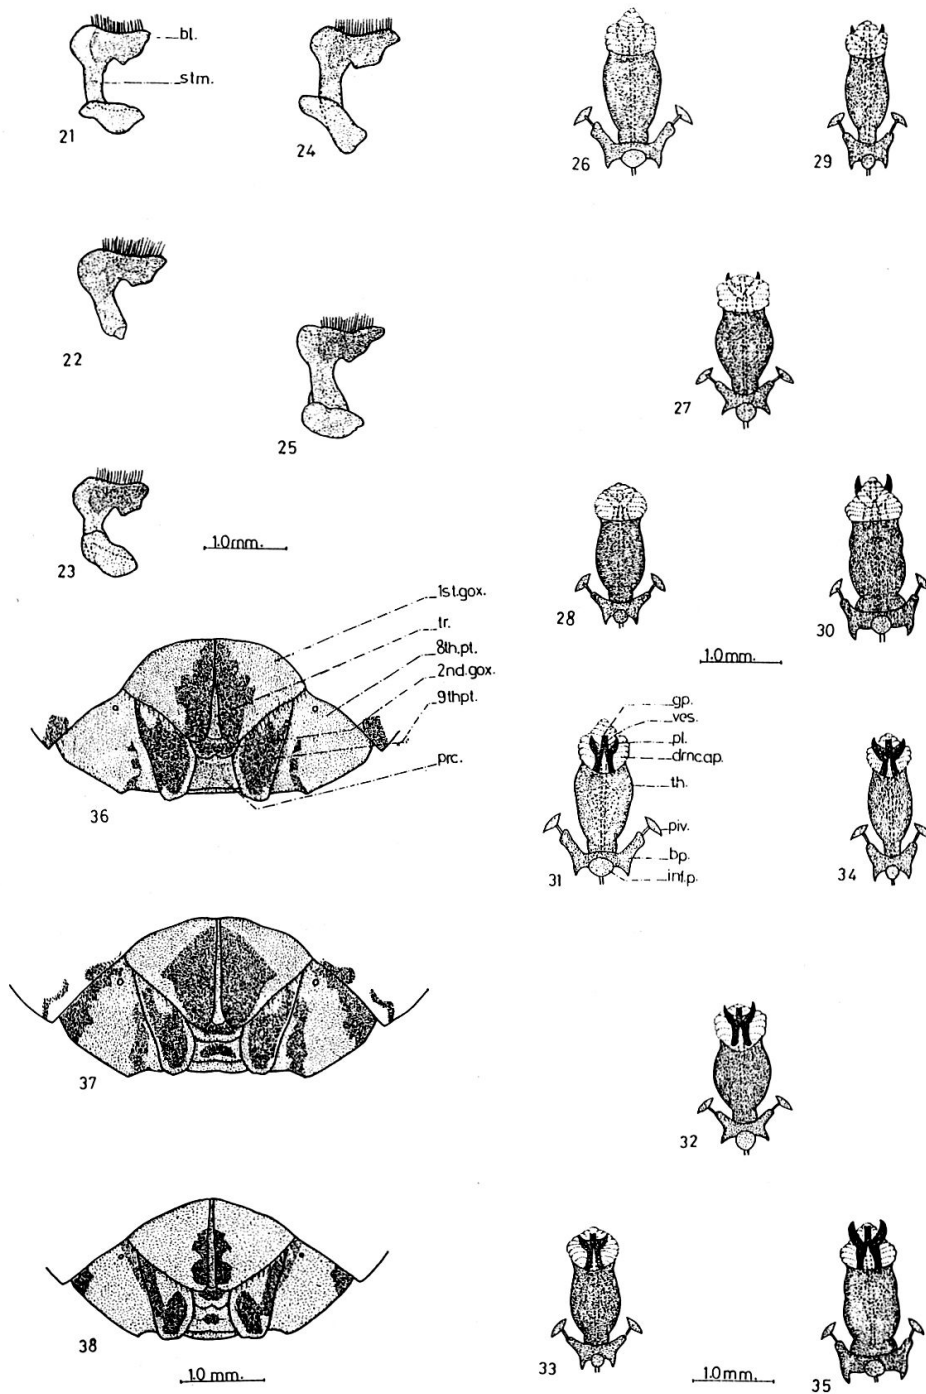 bl.
stm.
21
24
22
25
23
1.0mm.
26
29
27
28
30
1.0mm.
1st.gox.
tr.
8th.pt.
2nd.gox.
9thpt.
prc.
36
gp.
ves.
pl.
dmcap.
th.
piv.
bp.
inf.p.
31
34
37
32
38
1.0 mm.
33
1.0mm.
35